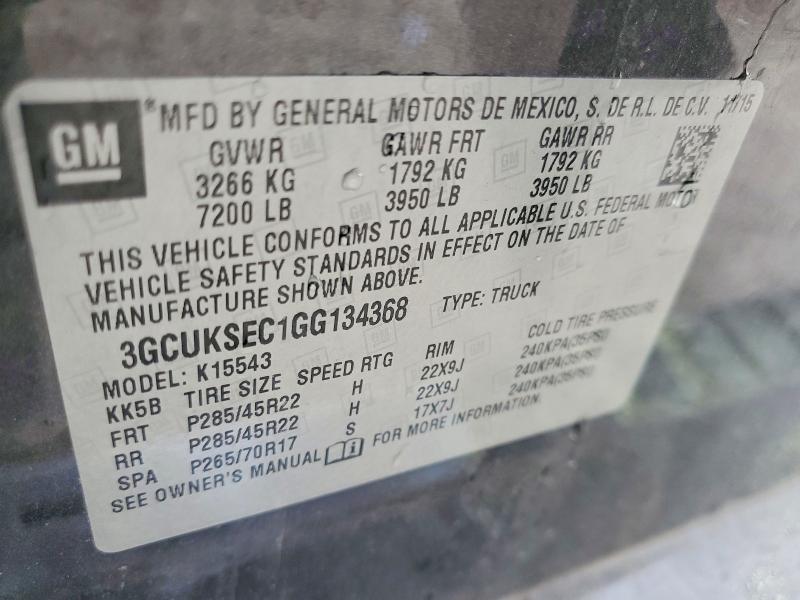 GM
® MFD BY GENERAL MOTORS DE MEXICO, S. DE R.L. DE C.V. 11/15
GVWR GAWR FRT GAWR RR
3266 KG 1792 KG 1792 KG
7200 LB 3950 LB 3950 LB
THIS VEHICLE CONFORMS TO ALL APPLICABLE U.S. FEDERAL MOTOR
VEHICLE SAFETY STANDARDS IN EFFECT ON THE DATE OF
MANUFACTURE SHOWN ABOVE.
3GCUKSEC1GG134368 TYPE: TRUCK
MODEL: K15543
KK5B TIRE SIZE SPEED RTG RIM COLD TIRE PRESSURE
FRT P285/45R22 H 22X9J 240KPA(35PSI)
RR P285/45R22 H 22X9J 240KPA(35PSI)
SPA P265/70R17 S 17X7J 240KPA(35PSI)
SEE OWNER'S MANUAL FOR MORE INFORMATION.